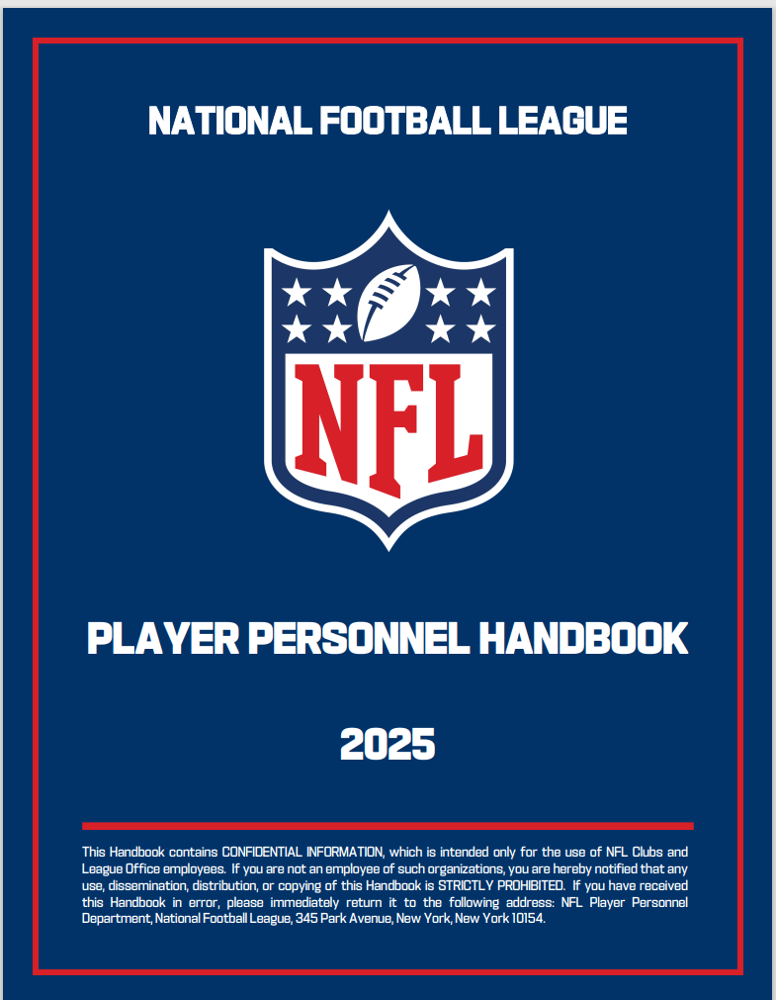 NATIONAL FOOTBALL LEAGUE
NFL
PLAYER PERSONNEL HANDBOOK
2025
This Handbook contains CONFIDENTIAL INFORMATION, which is intended only for the use of NFL Clubs and
League Office employees. If you are not an employee of such organizations, you are hereby notified that any
use, dissemination, distribution, or copying of this Handbook is STRICTLY PROHIBITED. If you have received
this Handbook in error, please immediately return it to the following address: NFL Player Personnel
Department, National Football League, 345 Park Avenue, New York, New York 10154.